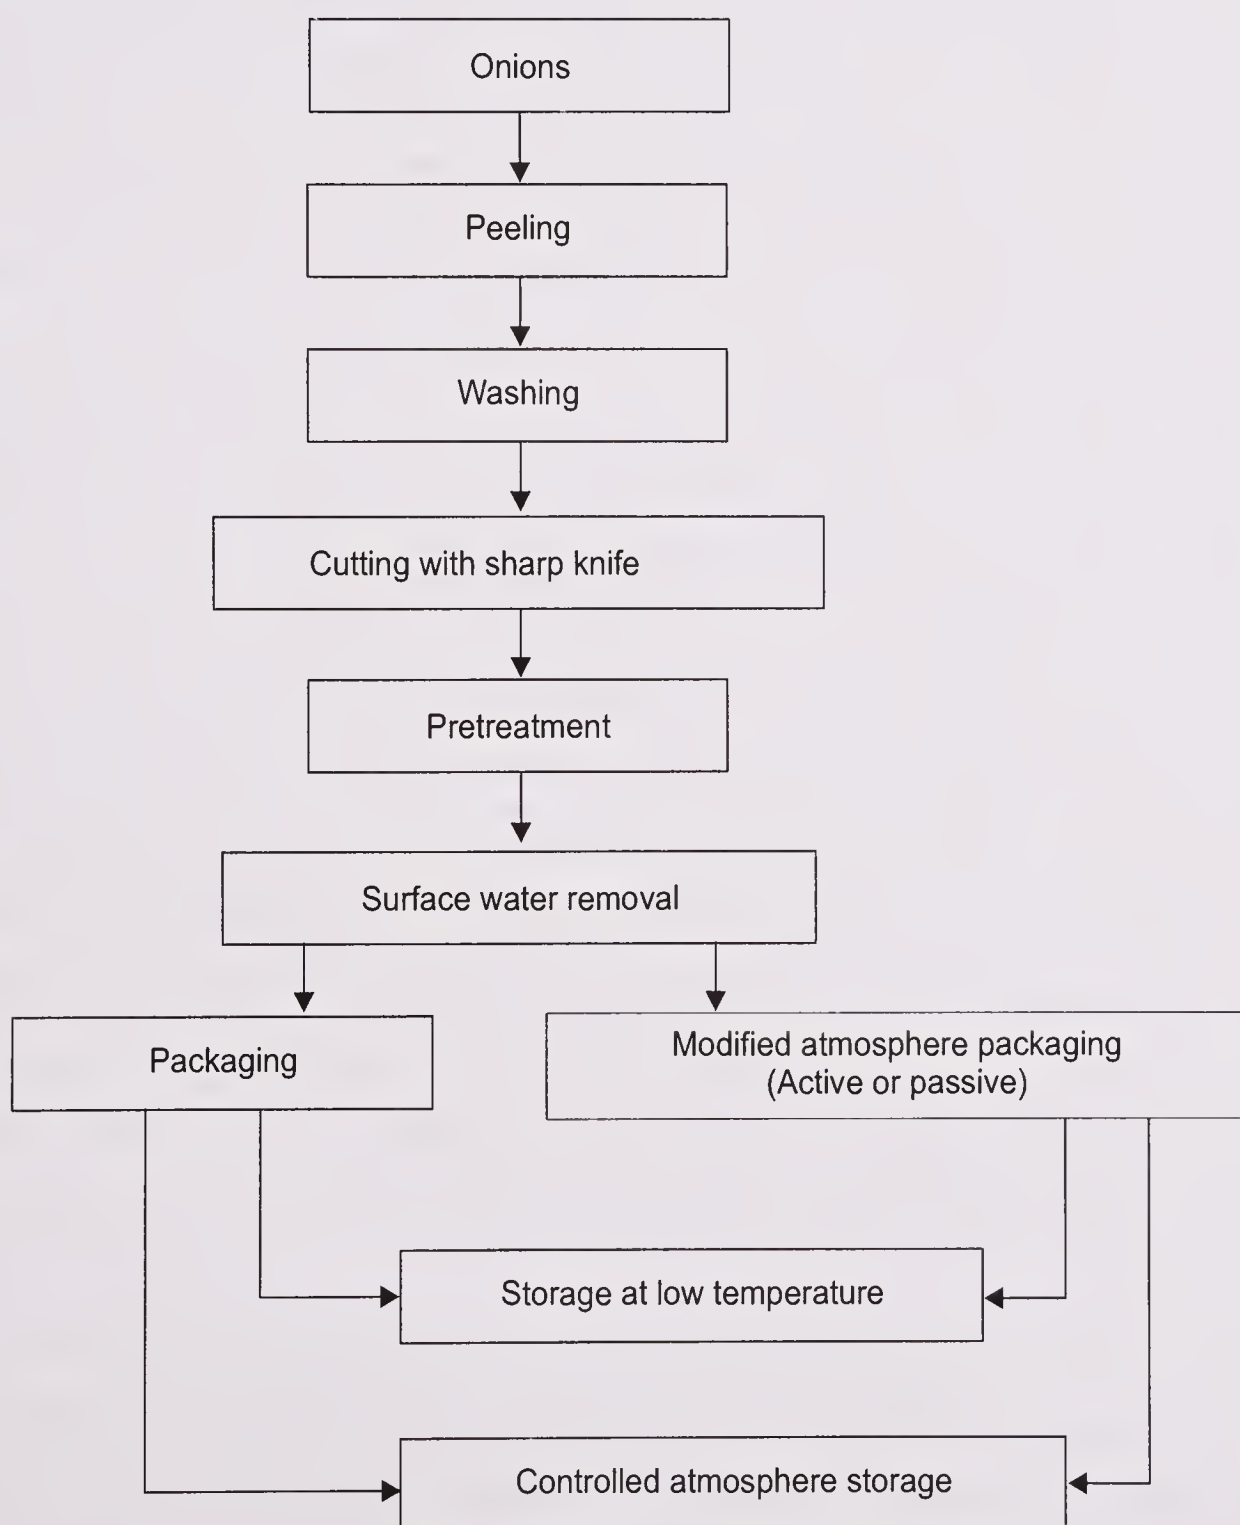 Onions
Peeling
Washing
Cutting with sharp knife
Pretreatment
Surface water removal
Packaging
Modified atmosphere packaging
(Active or passive)
Storage at low temperature
Controlled atmosphere storage